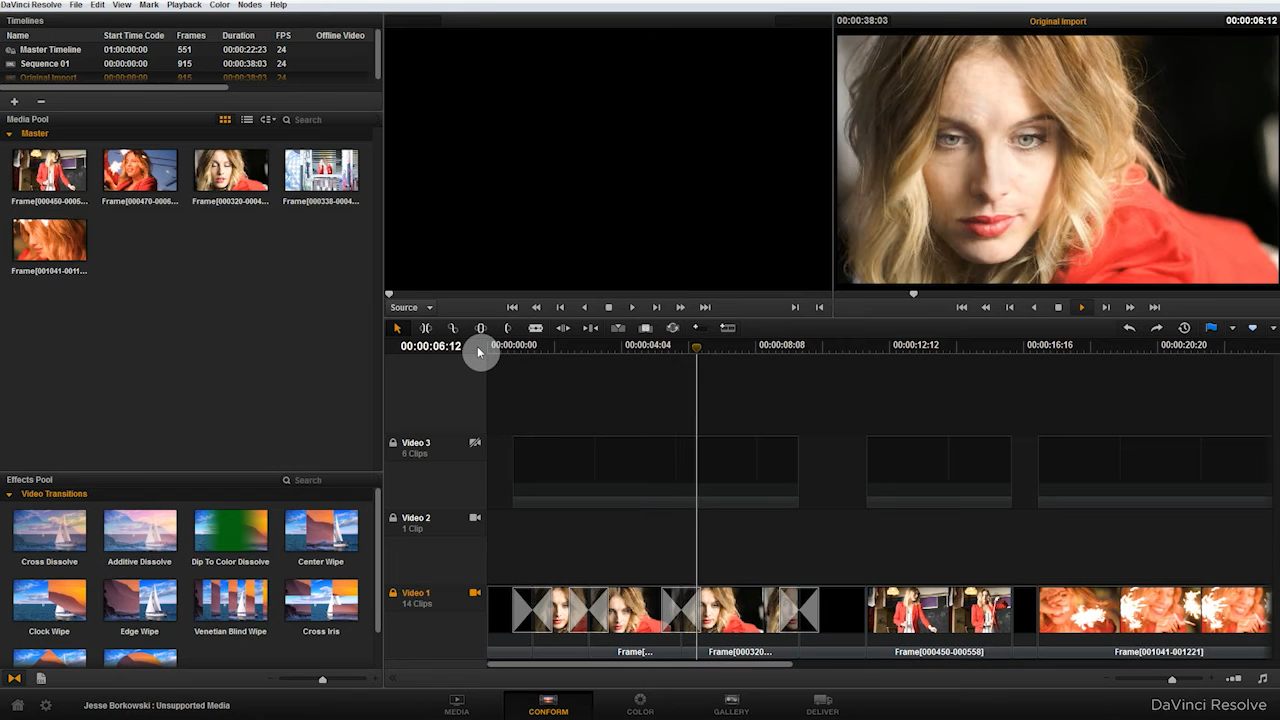 DaVinci Resolve File Edit View Mark Playback Color Nodes Help
Timelines
Name Start Time Code Frames Duration FPS Offline Video
Master Timeline 01:00:00:00 551 00:00:22:23 24
Sequence 01 00:00:00:00 915 00:00:38:03 24
Original Import 00:00:00:00 915 00:00:38:03 24
00:00:38:03 Original Import 00:00:06:12
Media Pool Search
Master
Frame[000450-0005... Frame[000470-0006... Frame[000320-0004... Frame[000338-0004...
Frame[001041-0011...
Source
00:00:06:12 00:00:00:00 00:00:04:04 00:00:08:08 00:00:12:12 00:00:16:16 00:00:20:20
Video 3
6 Clips
Video 2
1 Clip
Video 1
14 Clips
Frame[... Frame[000320... Frame[000450-000558] Frame[001041-001221]
Effects Pool Search
Video Transitions
Cross Dissolve Additive Dissolve Dip To Color Dissolve Center Wipe
Clock Wipe Edge Wipe Venetian Blind Wipe Cross Iris
Jesse Borkowski : Unsupported Media
MEDIA CONFORM COLOR GALLERY DELIVER
DaVinci Resolve